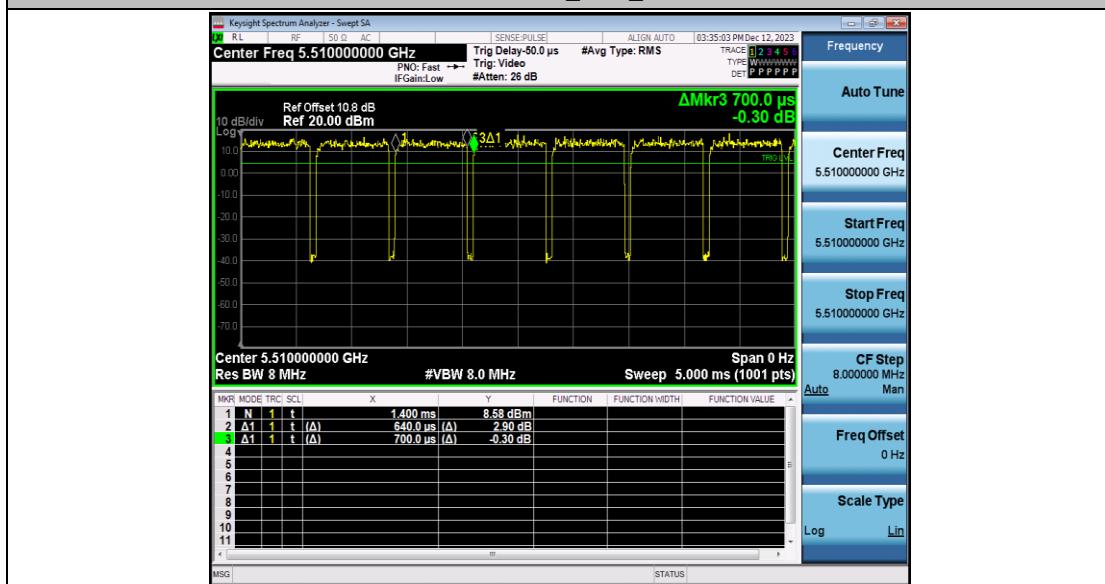 Keysight Spectrum Analyzer - Swept SA
RL RF 50 Ω AC SENSE:PULSE ALIGN AUTO 03:35:03 PM Dec 12, 2023
Center Freq 5.510000000 GHz Trig Delay-50.0 µs #Avg Type: RMS TRACE 1 2 3 4 5 6
PNO: Fast Trig: Video TYPE W
IFGain:Low #Atten: 26 dB DET P P P P P P
ΔMkr3 700.0 µs
Ref Offset 10.8 dB -0.30 dB
10 dB/div Ref 20.00 dBm
Log
1 3Δ1
10.0
TRIG LVL
0.00
-10.0
-20.0
-30.0
-40.0
-50.0
-60.0
-70.0
Center 5.510000000 GHz Span 0 Hz
Res BW 8 MHz #VBW 8.0 MHz Sweep 5.000 ms (1001 pts)
MKR MODE TRC SCL X Y FUNCTION FUNCTION WIDTH FUNCTION VALUE
1 N 1 t 1.400 ms 8.58 dBm
2 Δ1 1 t (Δ) 640.0 µs (Δ) 2.90 dB
3 Δ1 1 t (Δ) 700.0 µs (Δ) -0.30 dB
4
5
6
7
8
9
10
11
MSG STATUS
Frequency
Auto Tune
Center Freq
5.510000000 GHz
Start Freq
5.510000000 GHz
Stop Freq
5.510000000 GHz
CF Step
8.000000 MHz
Auto Man
Freq Offset
0 Hz
Scale Type
Log Lin